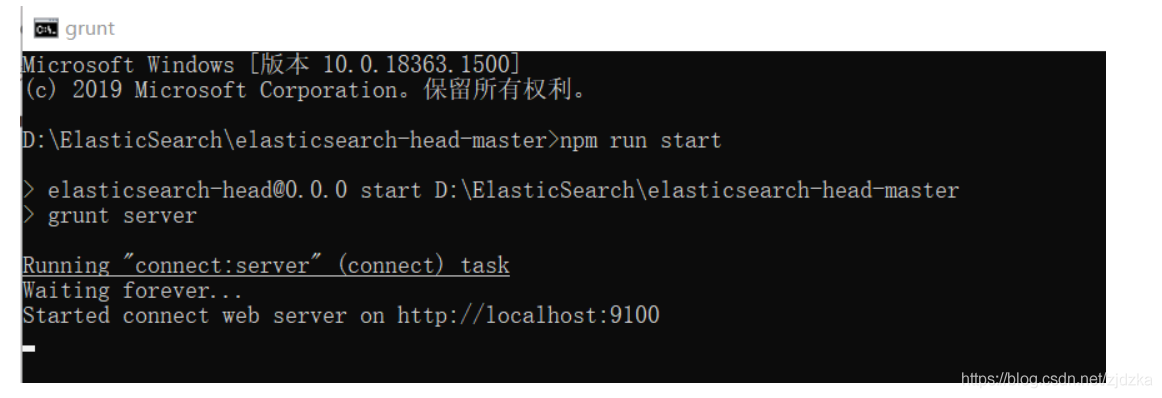 grunt
Microsoft Windows [版本 10.0.18363.1500]
(c) 2019 Microsoft Corporation。保留所有权利。
D:\ElasticSearch\elasticsearch-head-master>npm run start
> elasticsearch-head@0.0.0 start D:\ElasticSearch\elasticsearch-head-master
> grunt server
Running "connect:server" (connect) task
Waiting forever...
Started connect web server on http://localhost:9100
https://blog.csdn.net/zjdzka